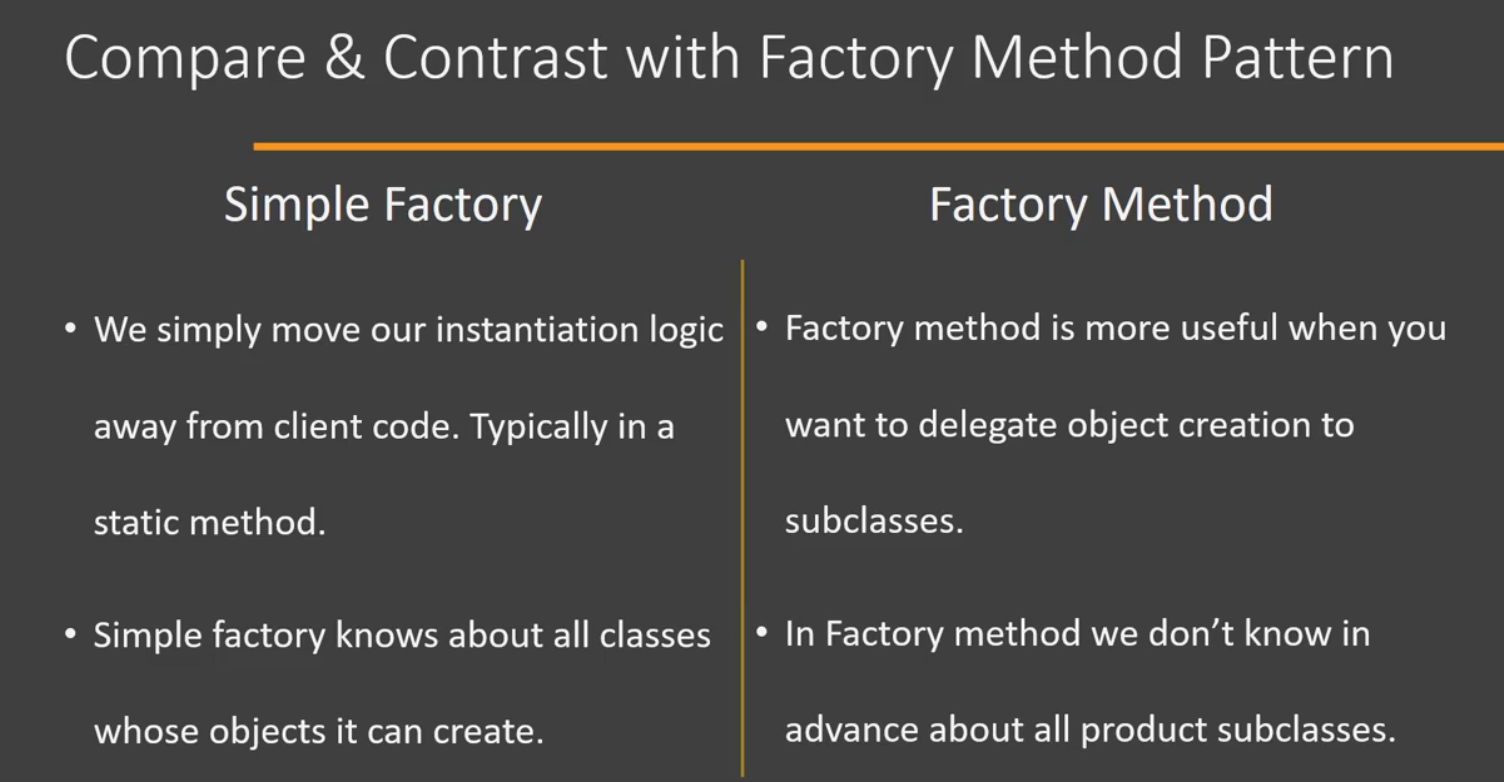 Compare & Contrast with Factory Method Pattern
Simple Factory
• We simply move our instantiation logic
away from client code. Typically in a
static method.
• Simple factory knows about all classes
whose objects it can create.
Factory Method
• Factory method is more useful when you
want to delegate object creation to
subclasses.
• In Factory method we don’t know in
advance about all product subclasses.